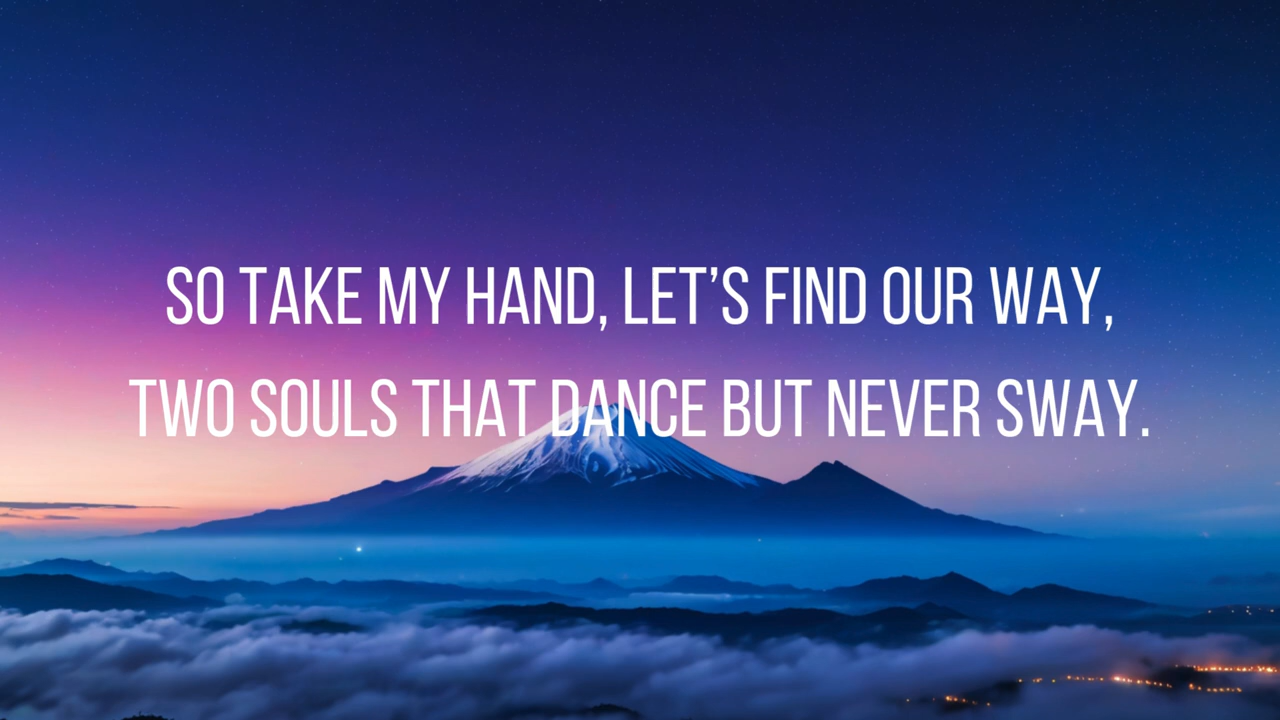 SO TAKE MY HAND, LET’S FIND OUR WAY,
TWO SOULS THAT DANCE BUT NEVER SWAY.